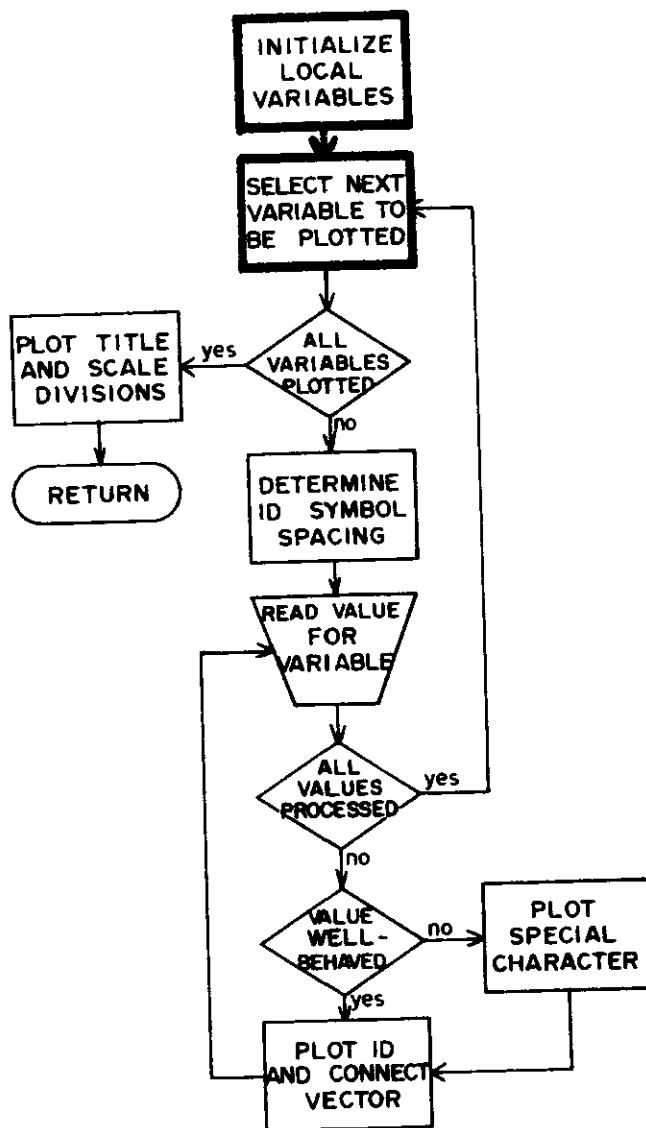 INITIALIZE
LOCAL
VARIABLES
SELECT NEXT
VARIABLE TO
BE PLOTTED
ALL
VARIABLES
PLOTTED
yes
PLOT TITLE
AND SCALE
DIVISIONS
RETURN
no
DETERMINE
ID SYMBOL
SPACING
READ VALUE
FOR
VARIABLE
ALL
VALUES
PROCESSED
yes
no
VALUE
WELL-
BEHAVED
no
PLOT
SPECIAL
CHARACTER
yes
PLOT ID
AND CONNECT
VECTOR